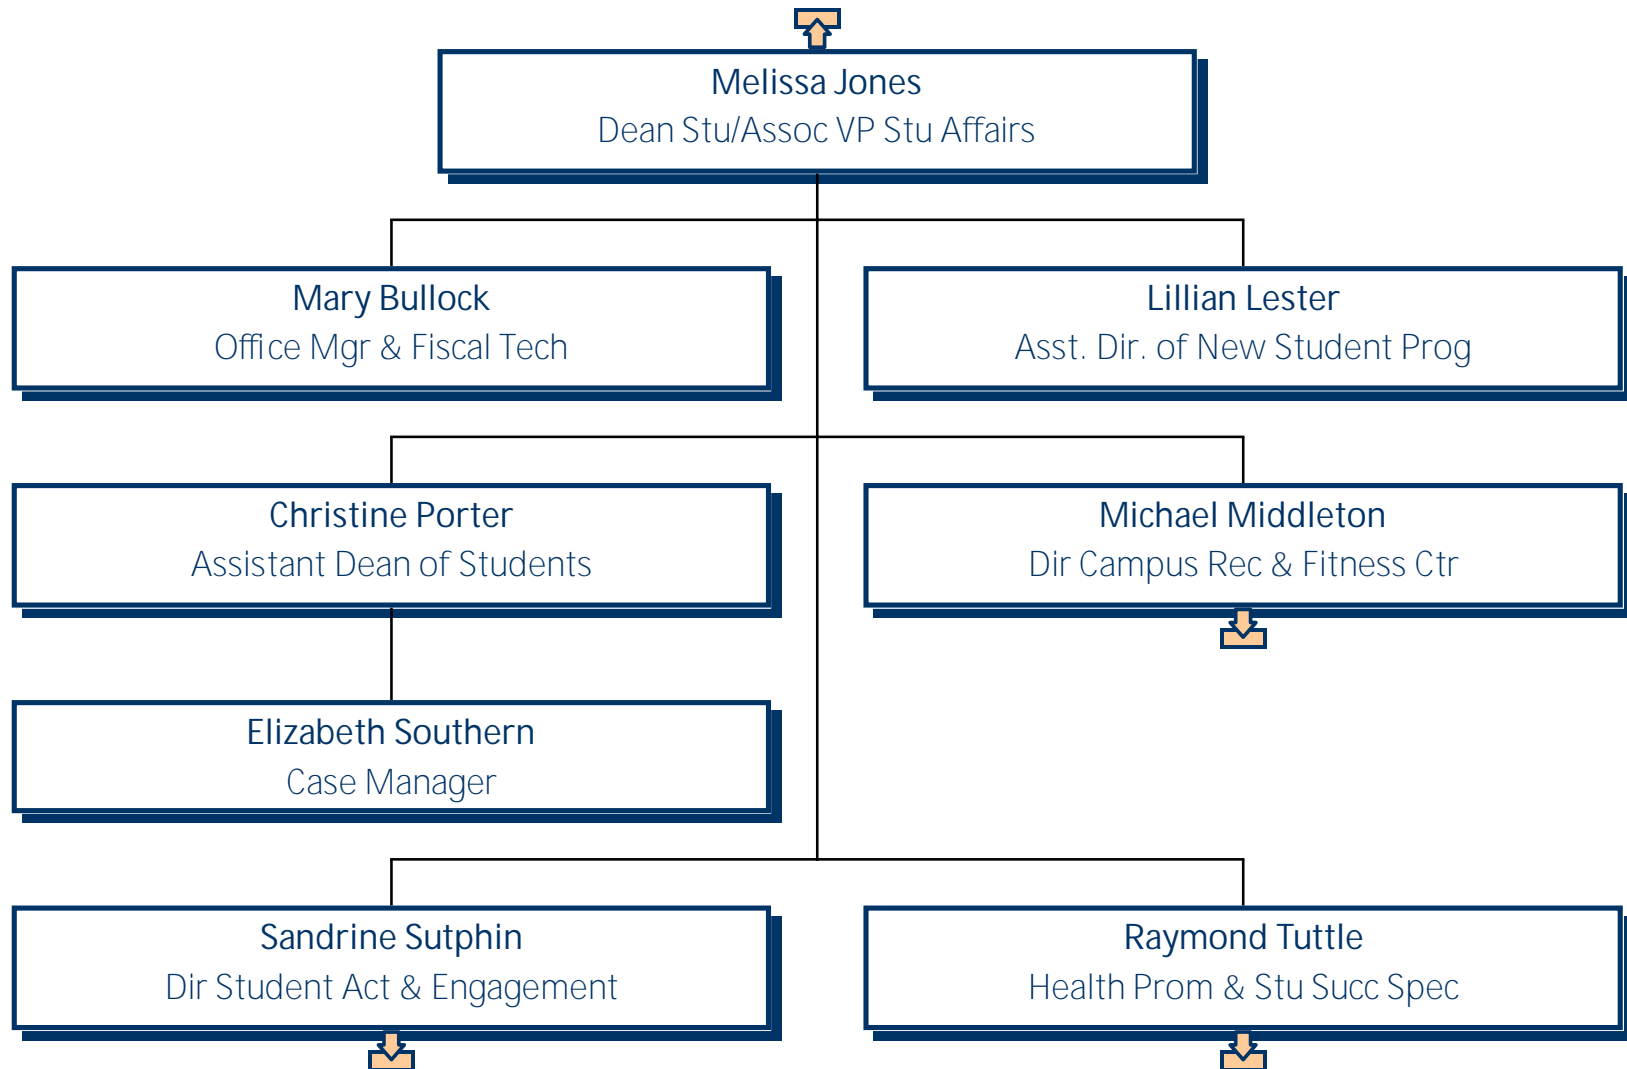 Melissa Jones
Dean Stu/Assoc VP Stu Affairs
Mary Bullock
Office Mgr & Fiscal Tech
Lillian Lester
Asst. Dir. of New Student Prog
Christine Porter
Assistant Dean of Students
Michael Middleton
Dir Campus Rec & Fitness Ctr
Elizabeth Southern
Case Manager
Sandrine Sutphin
Dir Student Act & Engagement
Raymond Tuttle
Health Prom & Stu Succ Spec